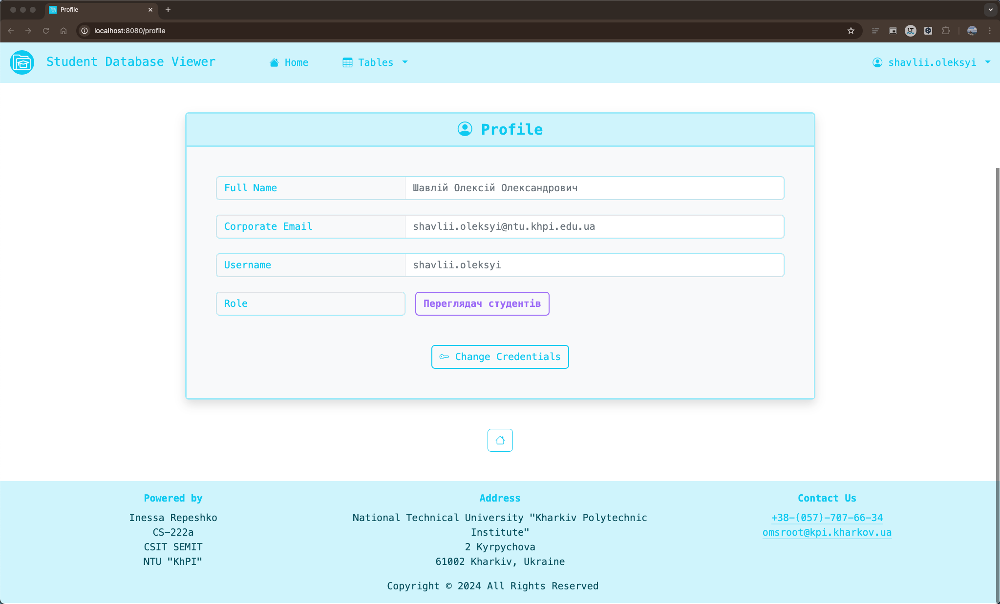 Profile
localhost:8080/profile
LT
Student Database Viewer
Home
Tables
shavlii.oleksyi
Profile
Full Name
Шавлій Олексій Олександрович
Corporate Email
shavlii.oleksyi@ntu.khpi.edu.ua
Username
shavlii.oleksyi
Role
Переглядач студентів
Change Credentials
Powered by
Inessa Repeshko
CS-222a
CSIT SEMIT
NTU "KhPI"
Address
National Technical University "Kharkiv Polytechnic
Institute"
2 Kyrpychova
61002 Kharkiv, Ukraine
Contact Us
+38-(057)-707-66-34
omsroot@kpi.kharkov.ua
Copyright © 2024 All Rights Reserved